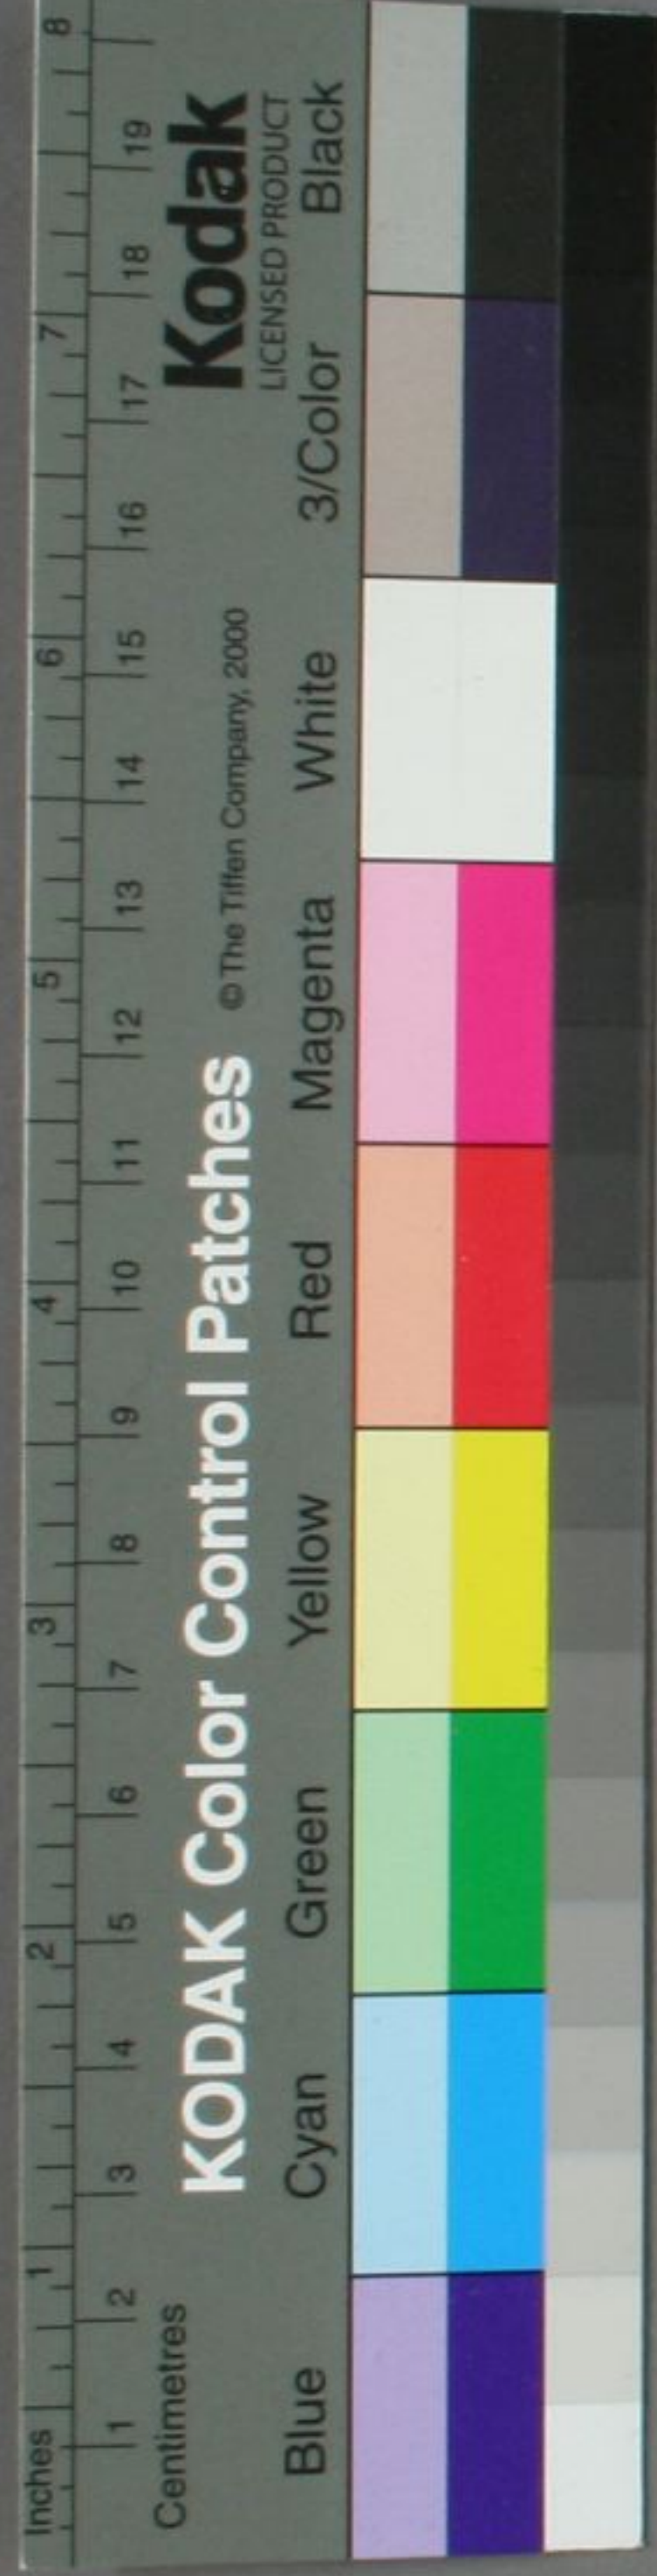 Inches 1 2 3 4 5 6 7 8
1 2 3 4 5 6 7 8 9 10 11 12 13 14 15 16 17 18 19
Centimetres
KODAK Color Control Patches © The Tiffen Company, 2000 Kodak
LICENSED PRODUCT
Blue Cyan Green Yellow Red Magenta White 3/Color Black